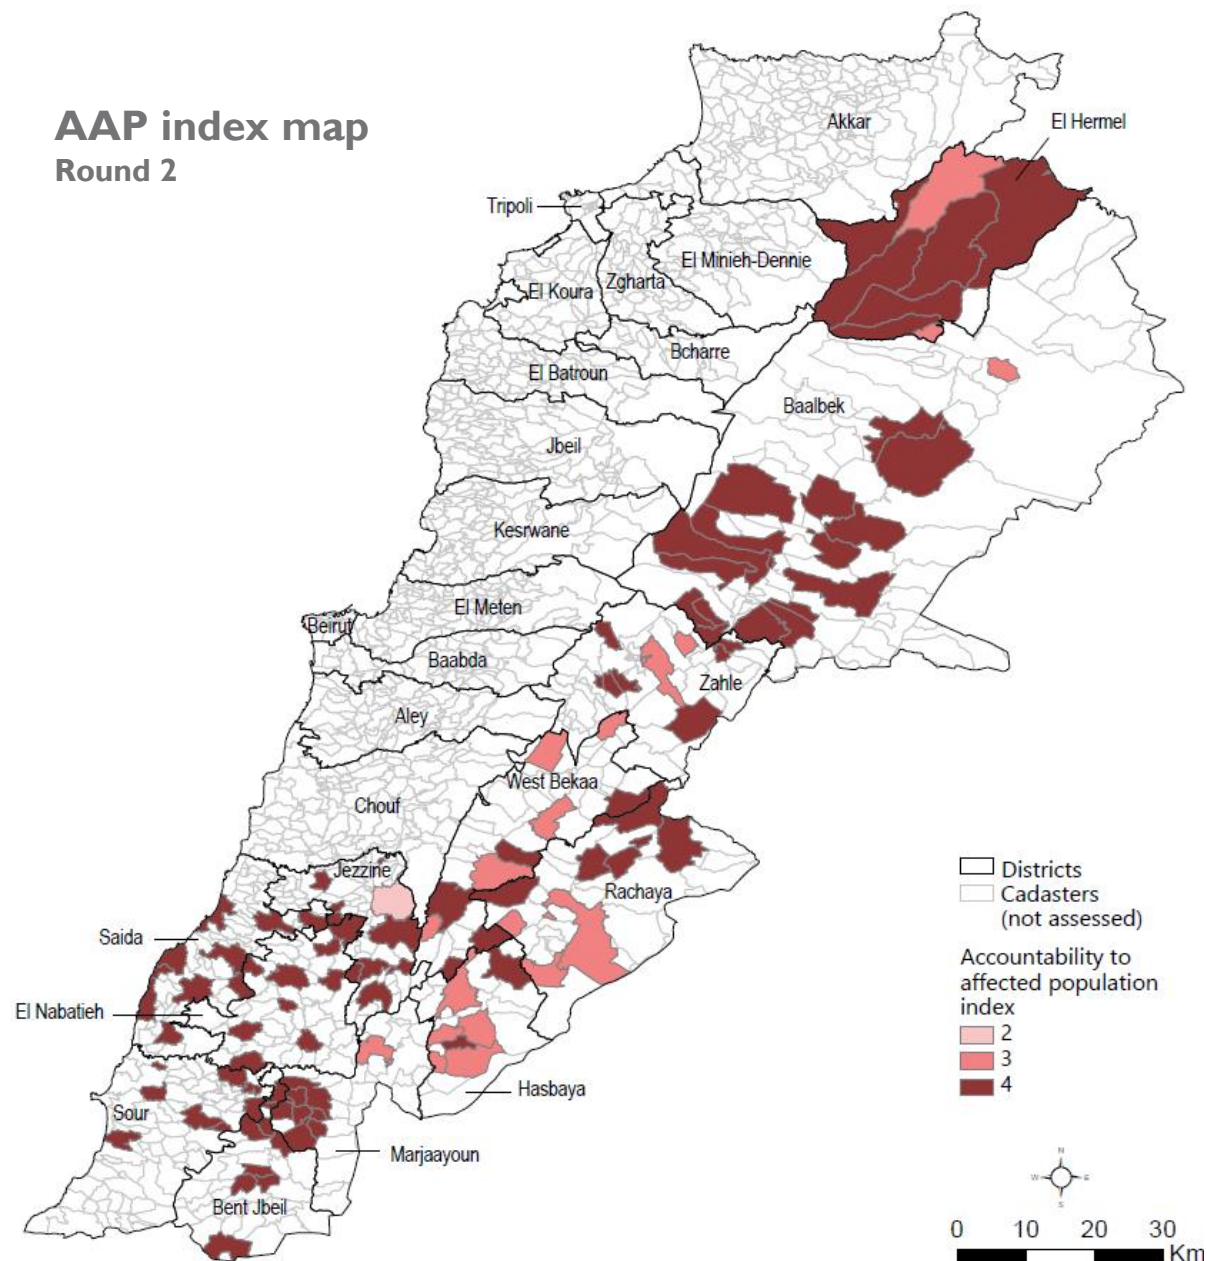 AAP index map
Round 2
Akkar
El Hermel
Tripoli
El Minieh-Dennie
Zgharta
El Koura
Bcharre
El Batroun
Baalbek
Jbeil
Kesrwane
El Meten
Beirut
Baabda
Zahle
Aley
West Bekaa
Chouf
Jezzine
Rachaya
Saida
El Nabatieh
Hasbaya
Sour
Marjaayoun
Bent Jbeil
Districts
Cadasters
(not assessed)
Accountability to
affected population
index
2
3
4
N
W E
S
0 10 20 30
Km